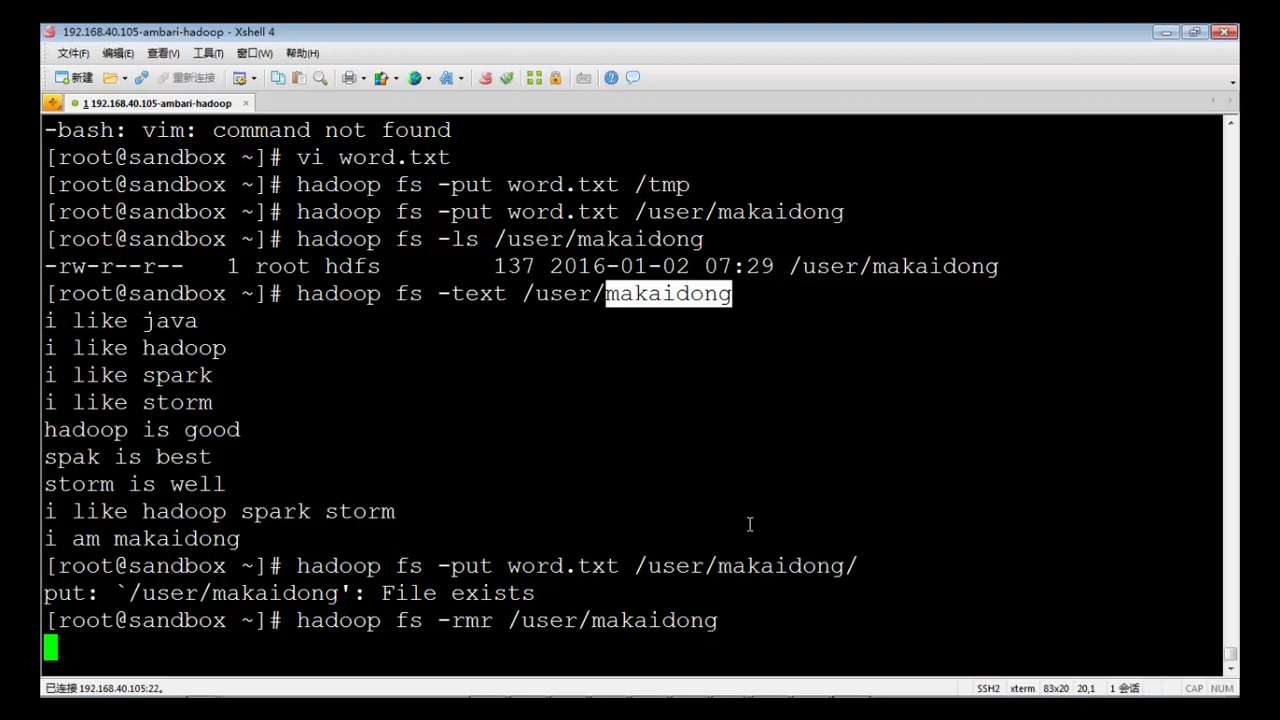 192.168.40.105-ambari-hadoop - Xshell 4
文件(F) 编辑(E) 查看(V) 工具(T) 窗口(W) 帮助(H)
新建 重新连接
1 192.168.40.105-ambari-hadoop ×
-bash: vim: command not found
[root@sandbox ~]# vi word.txt
[root@sandbox ~]# hadoop fs -put word.txt /tmp
[root@sandbox ~]# hadoop fs -put word.txt /user/makaidong
[root@sandbox ~]# hadoop fs -ls /user/makaidong
-rw-r--r--   1 root hdfs        137 2016-01-02 07:29 /user/makaidong
[root@sandbox ~]# hadoop fs -text /user/makaidong
i like java
i like hadoop
i like spark
i like storm
hadoop is good
spak is best
storm is well
i like hadoop spark storm
i am makaidong
[root@sandbox ~]# hadoop fs -put word.txt /user/makaidong/
put: `/user/makaidong': File exists
[root@sandbox ~]# hadoop fs -rmr /user/makaidong
已连接 192.168.40.105:22。 SSH2 xterm 83x20 20,1 1 会话 CAP NUM